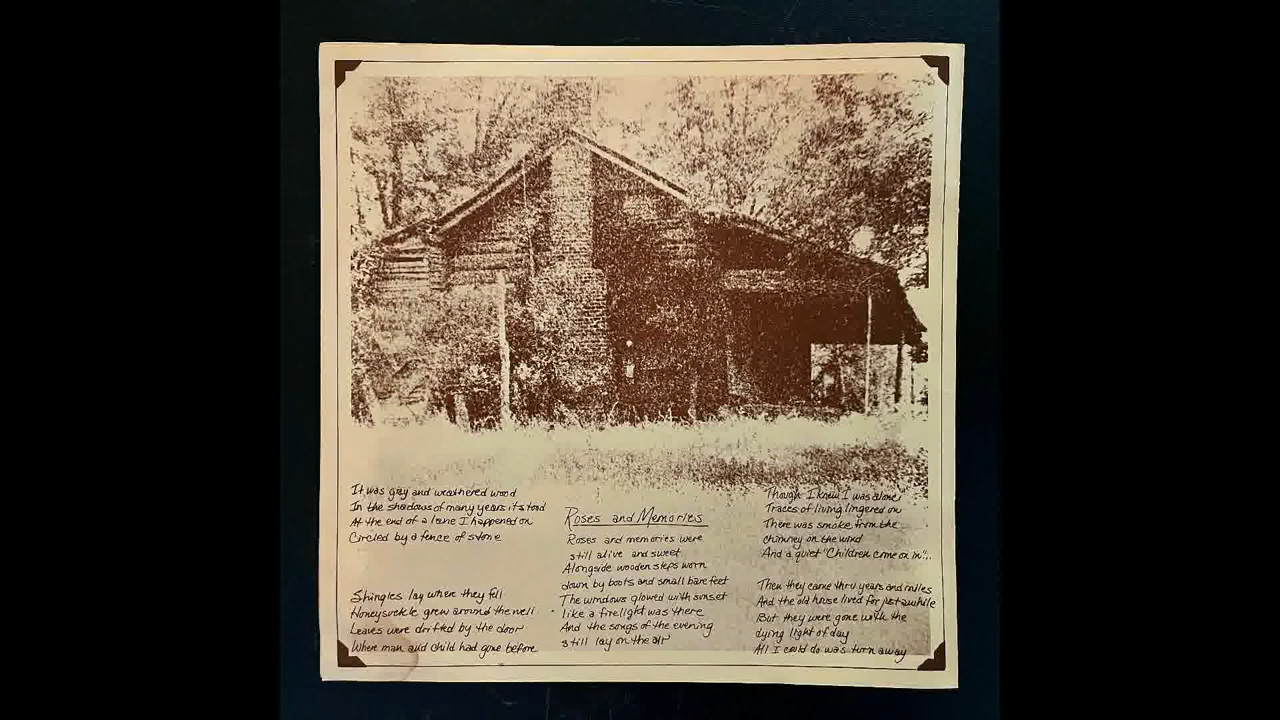 It was gray and weathered wood
In the shadows of many years it stood
At the end of a lane I happened on
Circled by a fence of stone
Shingles lay where they fell
Honeysuckle grew around the well
Leaves were drifted by the door
Where man and child had gone before
Roses and Memories
Roses and memories were
still alive and sweet
Alongside wooden steps worn
down by boots and small bare feet
The windows glowed with sunset
like a firelight was there
And the songs of the evening
still lay on the air
Though I knew I was alone
Traces of living lingered on
There was smoke from the
chimney on the wind
And a quiet "Children come on in"...
Then they came thru years and miles
And the old house lived for just awhile
But they were gone with the
dying light of day
All I could do was turn away